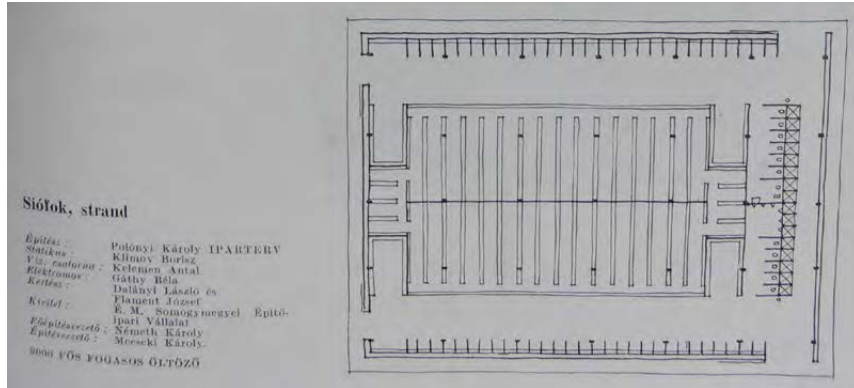 Siófok, strand
Építész : Polónyi Károly IPARTERV
Statikus : Klimov Borisz
Víz, csatorna : Kelemen Antal
Elektromos : Gáthy Béla
Kertész : Dalányi László és
Flament József
Kivitel : É. M. Somogymegyei Építő-
ipari Vállalat
Főépítésvezető : Németh Károly
Építésvezető : Mecseki Károly.
FŐS FOGASOS ÖLTÖZŐ